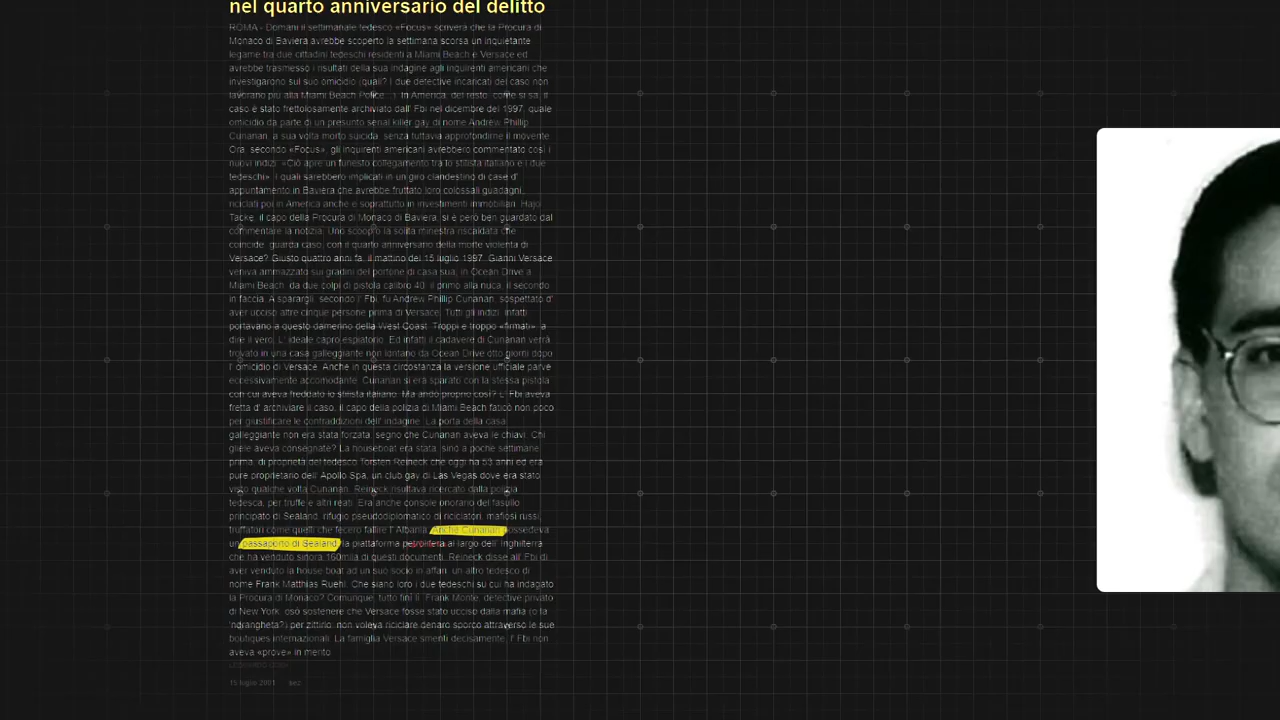 nel quarto anniversario del delitto
ROMA - Domani il settimanale tedesco «Focus» scriverà che la Procura di
Monaco di Baviera avrebbe scoperto la settimana scorsa un inquietante
legame tra due cittadini tedeschi residenti a Miami Beach e Versace ed
avrebbe trasmesso i risultati della sua indagine agli inquirenti americani che
investigarono sul suo omicidio (quali? I due detective incaricati del caso non
lavorano più alla Miami Beach Police...). In America, del resto, come si sa, il
caso è stato frettolosamente archiviato dall' Fbi nel dicembre del 1997, quale
omicidio da parte di un presunto serial killer gay di nome Andrew Phillip
Cunanan, a sua volta morto suicida, senza tuttavia approfondirne il movente.
Ora, secondo «Focus», gli inquirenti americani avrebbero commentato così i
nuovi indizi: «Ciò apre un funesto collegamento tra lo stilista italiano e i due
tedeschi», i quali sarebbero implicati in un giro clandestino di case d'
appuntamento in Baviera che avrebbe fruttato loro colossali guadagni,
riciclati poi in America anche e soprattutto in investimenti immobiliari. Hajo
Tacke, il capo della Procura di Monaco di Baviera, si è però ben guardato dal
commentare la notizia. Uno scoop o la solita minestra riscaldata che
coincide, guarda caso, con il quarto anniversario della morte violenta di
Versace? Giusto quattro anni fa, il mattino del 15 luglio 1997, Gianni Versace
veniva ammazzato sui gradini del portone di casa sua, in Ocean Drive a
Miami Beach, da due colpi di pistola calibro 40: il primo alla nuca, il secondo
in faccia. A sparargli, secondo l' Fbi, fu Andrew Phillip Cunanan, sospettato d'
aver ucciso altre cinque persone prima di Versace. Tutti gli indizi, infatti,
portavano a questo damerino della West Coast. Troppi e troppo «firmati», a
dire il vero. L' ideale capro espiatorio. Ed infatti il cadavere di Cunanan verrà
trovato in una casa galleggiante non lontano da Ocean Drive otto giorni dopo
l' omicidio di Versace. Anche in questa circostanza la versione ufficiale parve
eccessivamente accomodante: Cunanan si era sparato con la stessa pistola
con cui aveva freddato lo stilista italiano. Ma andò proprio così? L' Fbi aveva
fretta d' archiviare il caso, il capo della polizia di Miami Beach faticò non poco
per giustificare le contraddizioni dell' indagine. La porta della casa
galleggiante non era stata forzata, segno che Cunanan aveva le chiavi. Chi
gliele aveva consegnate? La houseboat era stata, sino a poche settimane
prima, di proprietà del tedesco Torsten Reineck che oggi ha 53 anni ed era
pure proprietario dell' Apollo Spa, un club gay di Las Vegas dove era stato
visto qualche volta Cunanan. Reineck risultava ricercato dalla polizia
tedesca, per truffe e altri reati. Era anche console onorario del fasullo
principato di Sealand, rifugio pseudodiplomatico di riciclatori, mafiosi russi,
truffatori come quelli che fecero fallire l' Albania. Anche Cunanan possedeva
un passaporto di Sealand, la piattaforma petrolifera al largo dell' Inghilterra
che ha venduto sinora 160mila di questi documenti. Reineck disse all' Fbi di
aver venduto la house boat ad un suo socio in affari, un altro tedesco di
nome Frank Matthias Ruehl. Che siano loro i due tedeschi su cui ha indagato
la Procura di Monaco? Comunque, tutto finì lì. Frank Monte, detective privato
di New York, osò sostenere che Versace fosse stato ucciso dalla mafia (o la
'ndrangheta?) per zittirlo: non voleva riciclare denaro sporco attraverso le sue
boutiques internazionali. La famiglia Versace smentì decisamente, l' Fbi non
aveva «prove» in merito.
15 luglio 2001